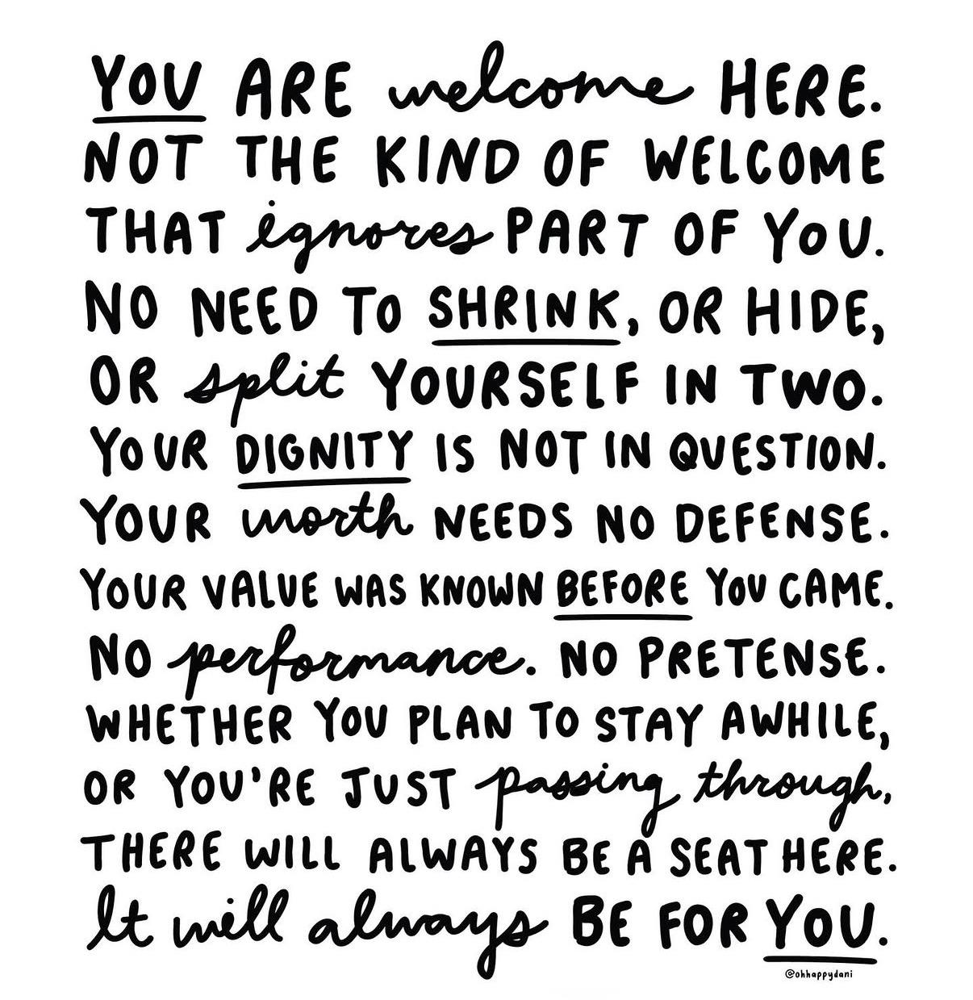 YOU ARE welcome HERE.
NOT THE KIND OF WELCOME
THAT ignores PART OF YOU.
NO NEED TO SHRINK, OR HIDE,
OR split YOURSELF IN TWO.
YOUR DIGNITY IS NOT IN QUESTION.
YOUR worth NEEDS NO DEFENSE.
YOUR VALUE WAS KNOWN BEFORE YOU CAME.
NO performance. NO PRETENSE.
WHETHER YOU PLAN TO STAY AWHILE,
OR YOU'RE JUST passing through,
THERE WILL ALWAYS BE A SEAT HERE.
It will always BE FOR YOU.
@ohhappydani